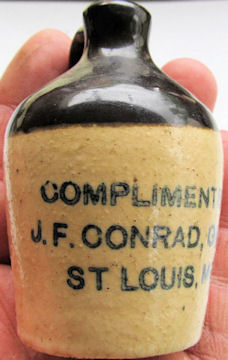 COMPLIMENT
J.F. CONRAD, G
ST LOUIS, M